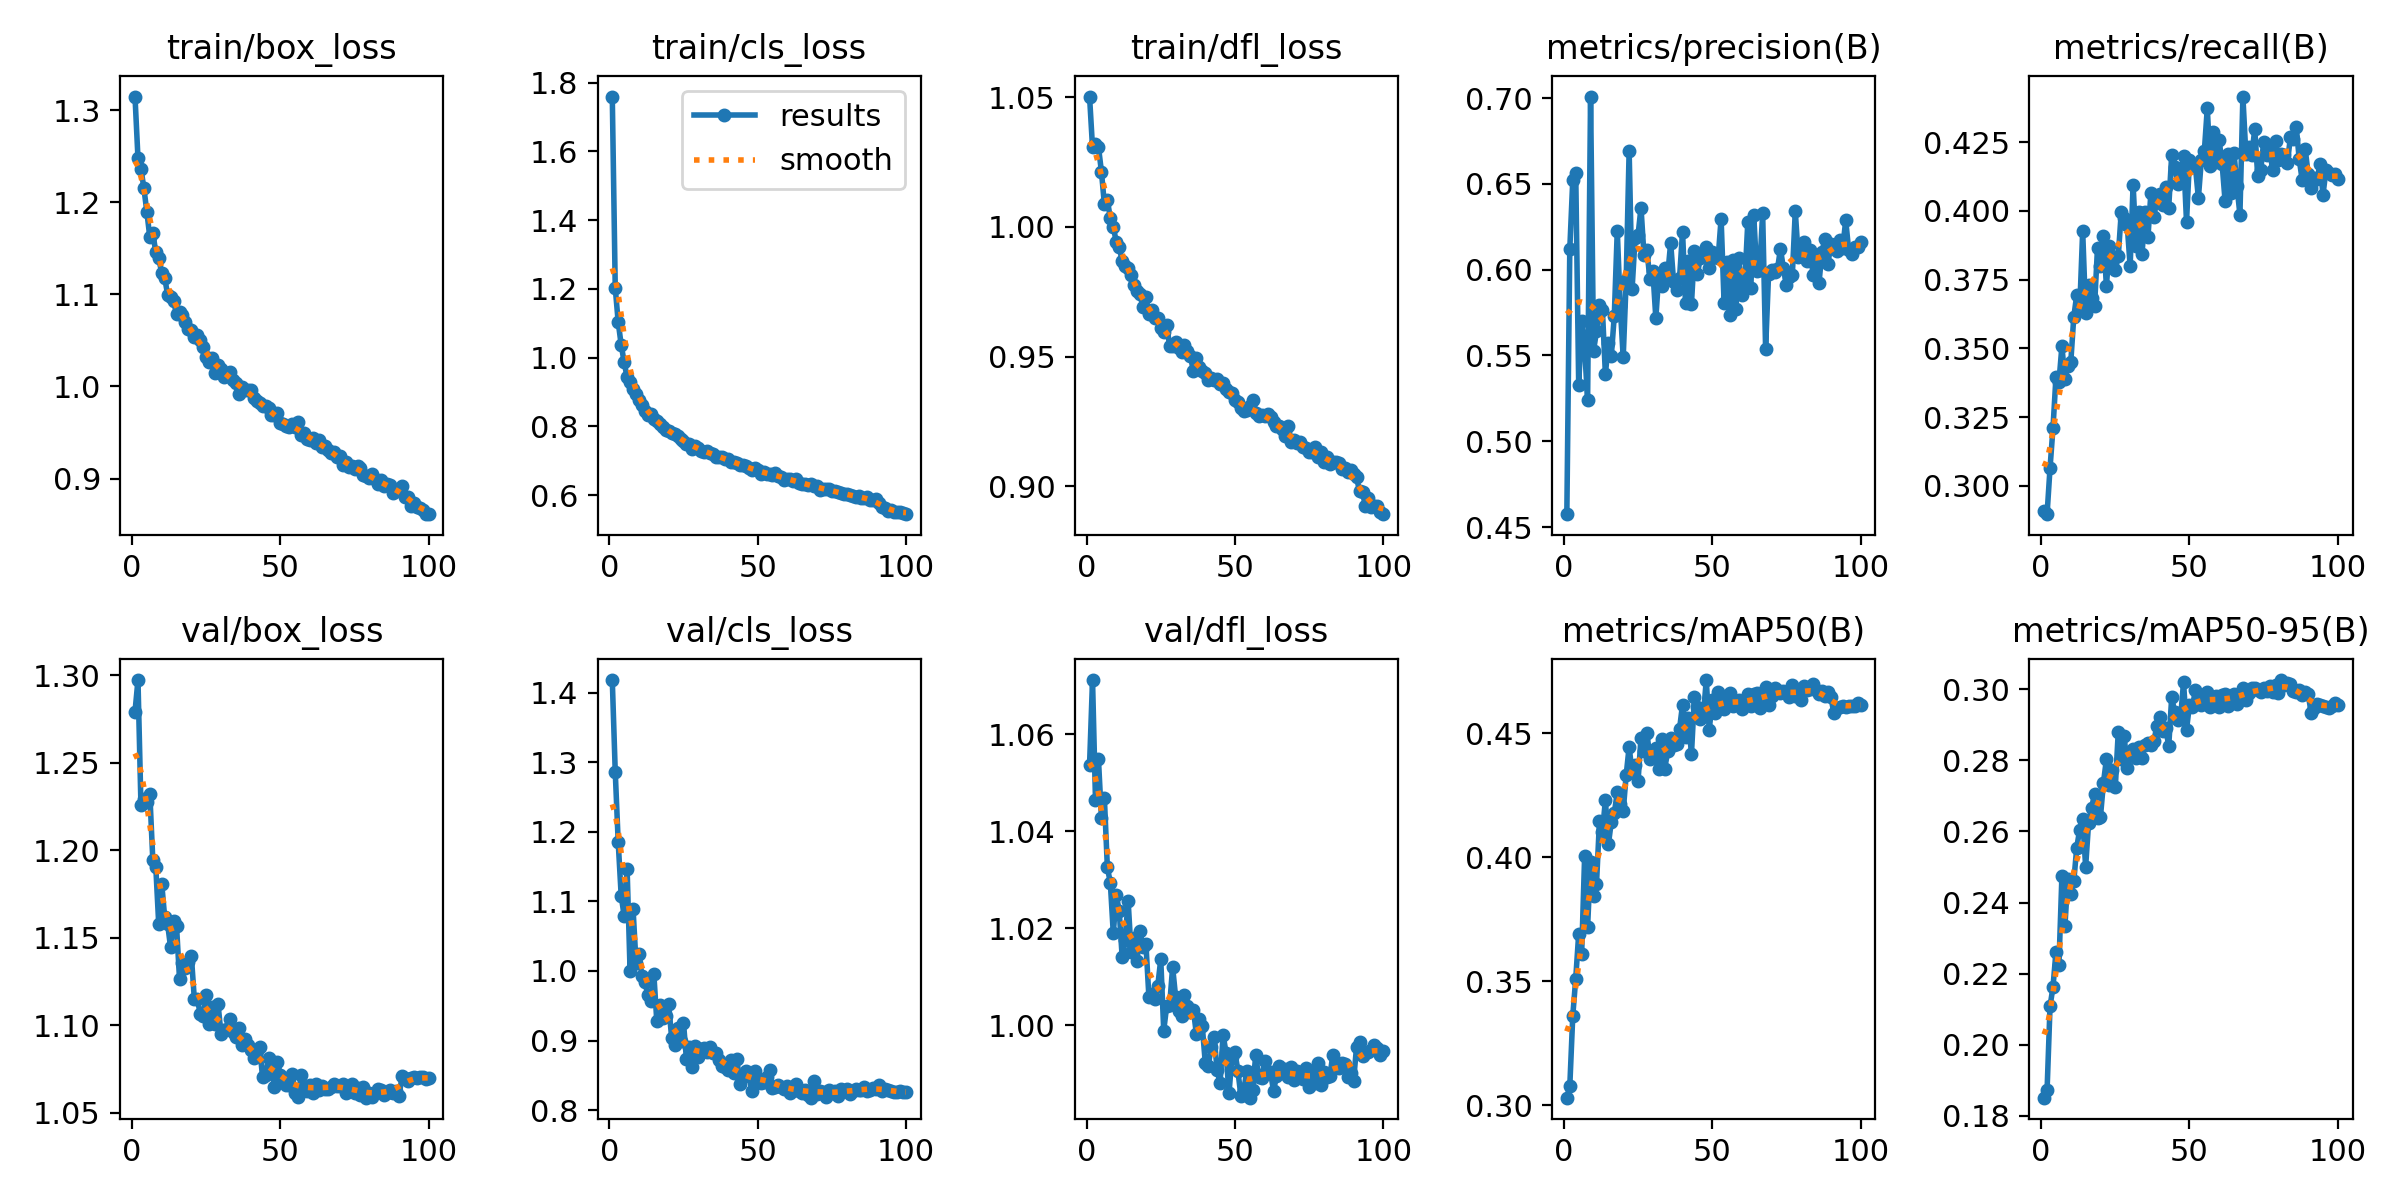 train/box_loss
1.3
1.2
1.1
1.0
0.9
0 50 100
train/cls_loss
results
smooth
1.8
1.6
1.4
1.2
1.0
0.8
0.6
0 50 100
train/dfl_loss
1.05
1.00
0.95
0.90
0 50 100
metrics/precision(B)
0.70
0.65
0.60
0.55
0.50
0.45
0 50 100
metrics/recall(B)
0.425
0.400
0.375
0.350
0.325
0.300
0 50 100
val/box_loss
1.30
1.25
1.20
1.15
1.10
1.05
0 50 100
val/cls_loss
1.4
1.3
1.2
1.1
1.0
0.9
0.8
0 50 100
val/dfl_loss
1.06
1.04
1.02
1.00
0 50 100
metrics/mAP50(B)
0.45
0.40
0.35
0.30
0 50 100
metrics/mAP50-95(B)
0.30
0.28
0.26
0.24
0.22
0.20
0.18
0 50 100